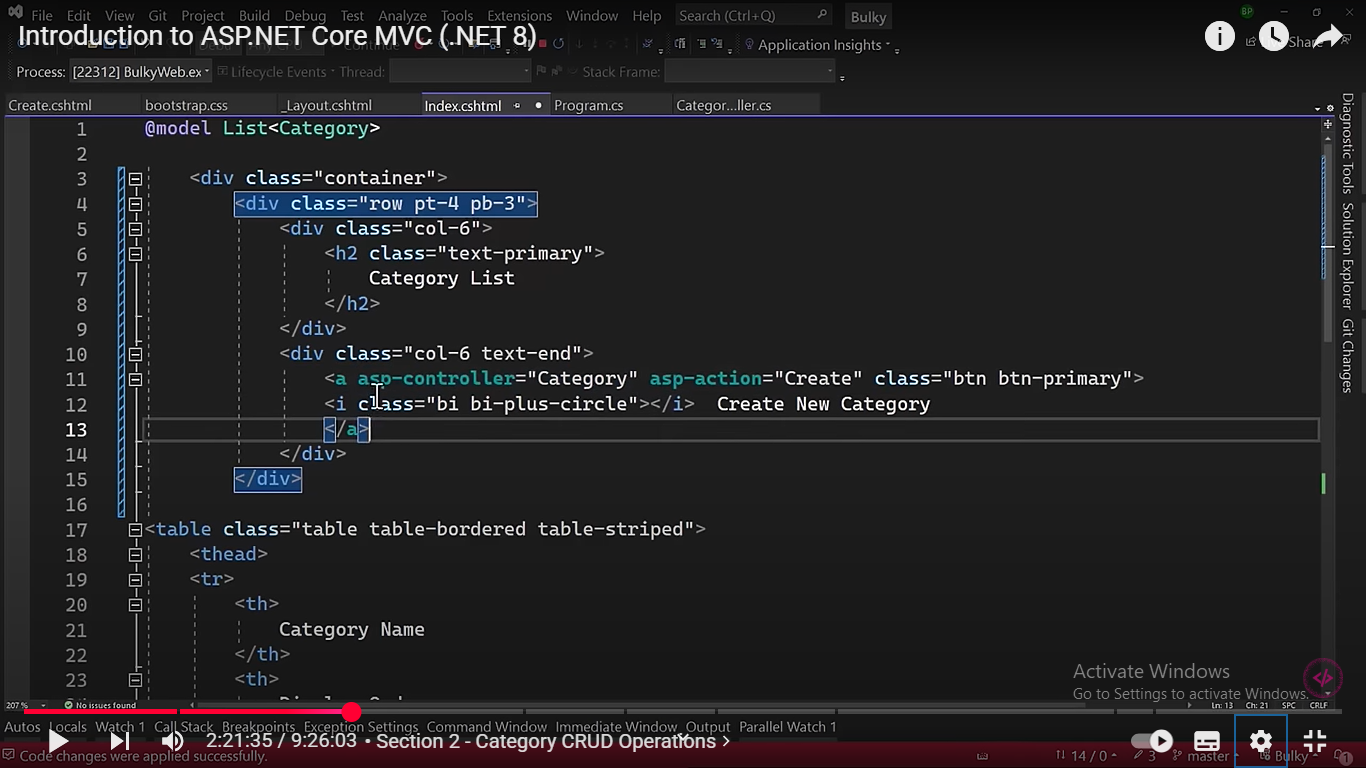 File Edit View Git Project Build Debug Test Analyze Tools Extensions Window Help Search (Ctrl+Q) Bulky BP
Introduction to ASP.NET Core MVC (.NET 8)
Application Insights
Process: [22312] BulkyWeb.ex Lifecycle Events Thread: Stack Frame:
Create.cshtml bootstrap.css _Layout.cshtml Index.cshtml Program.cs Categor...ller.cs
1 @model List<Category>
2
3 <div class="container">
4 <div class="row pt-4 pb-3">
5 <div class="col-6">
6 <h2 class="text-primary">
7 Category List
8 </h2>
9 </div>
10 <div class="col-6 text-end">
11 <a asp-controller="Category" asp-action="Create" class="btn btn-primary">
12 <i class="bi bi-plus-circle"></i> Create New Category
13 </a>
14 </div>
15 </div>
16
17 <table class="table table-bordered table-striped">
18 <thead>
19 <tr>
20 <th>
21 Category Name
22 </th>
23 <th>
Diagnostic Tools
Solution Explorer
Git Changes
Activate Windows
Go to Settings to activate Windows.
207 % No issues found Ln: 13 Ch: 21 SPC CRLF
Autos Locals Watch 1 Call Stack Breakpoints Exception Settings Command Window Immediate Window Output Parallel Watch 1
2:21:35 / 9:26:03 • Section 2 - Category CRUD Operations >
Code changes were applied successfully. 14 / 0 3 master Bulky 1